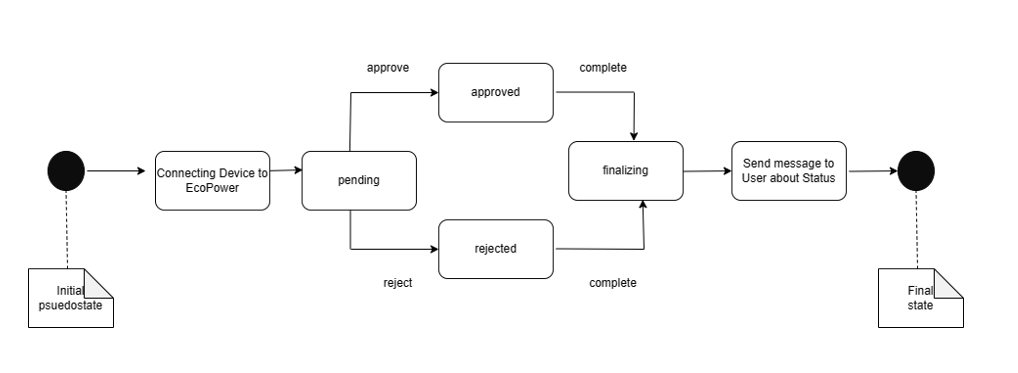 approve
complete
approved
Connecting Device to
EcoPower
pending
finalizing
Send message to
User about Status
rejected
reject
complete
Initial
psuedostate
Final
state